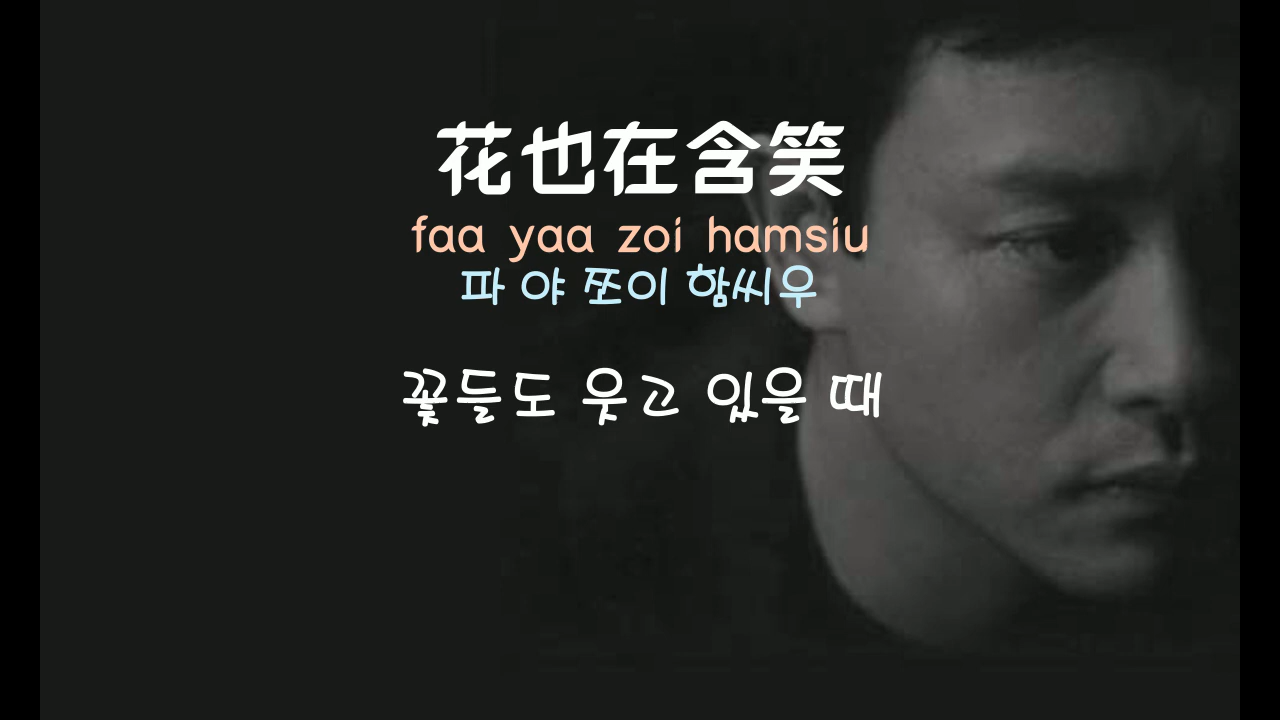 花也在含笑
faa yaa zoi hamsiu
파 야 쪼이 함씨우
꽃들도 웃고 있을 때